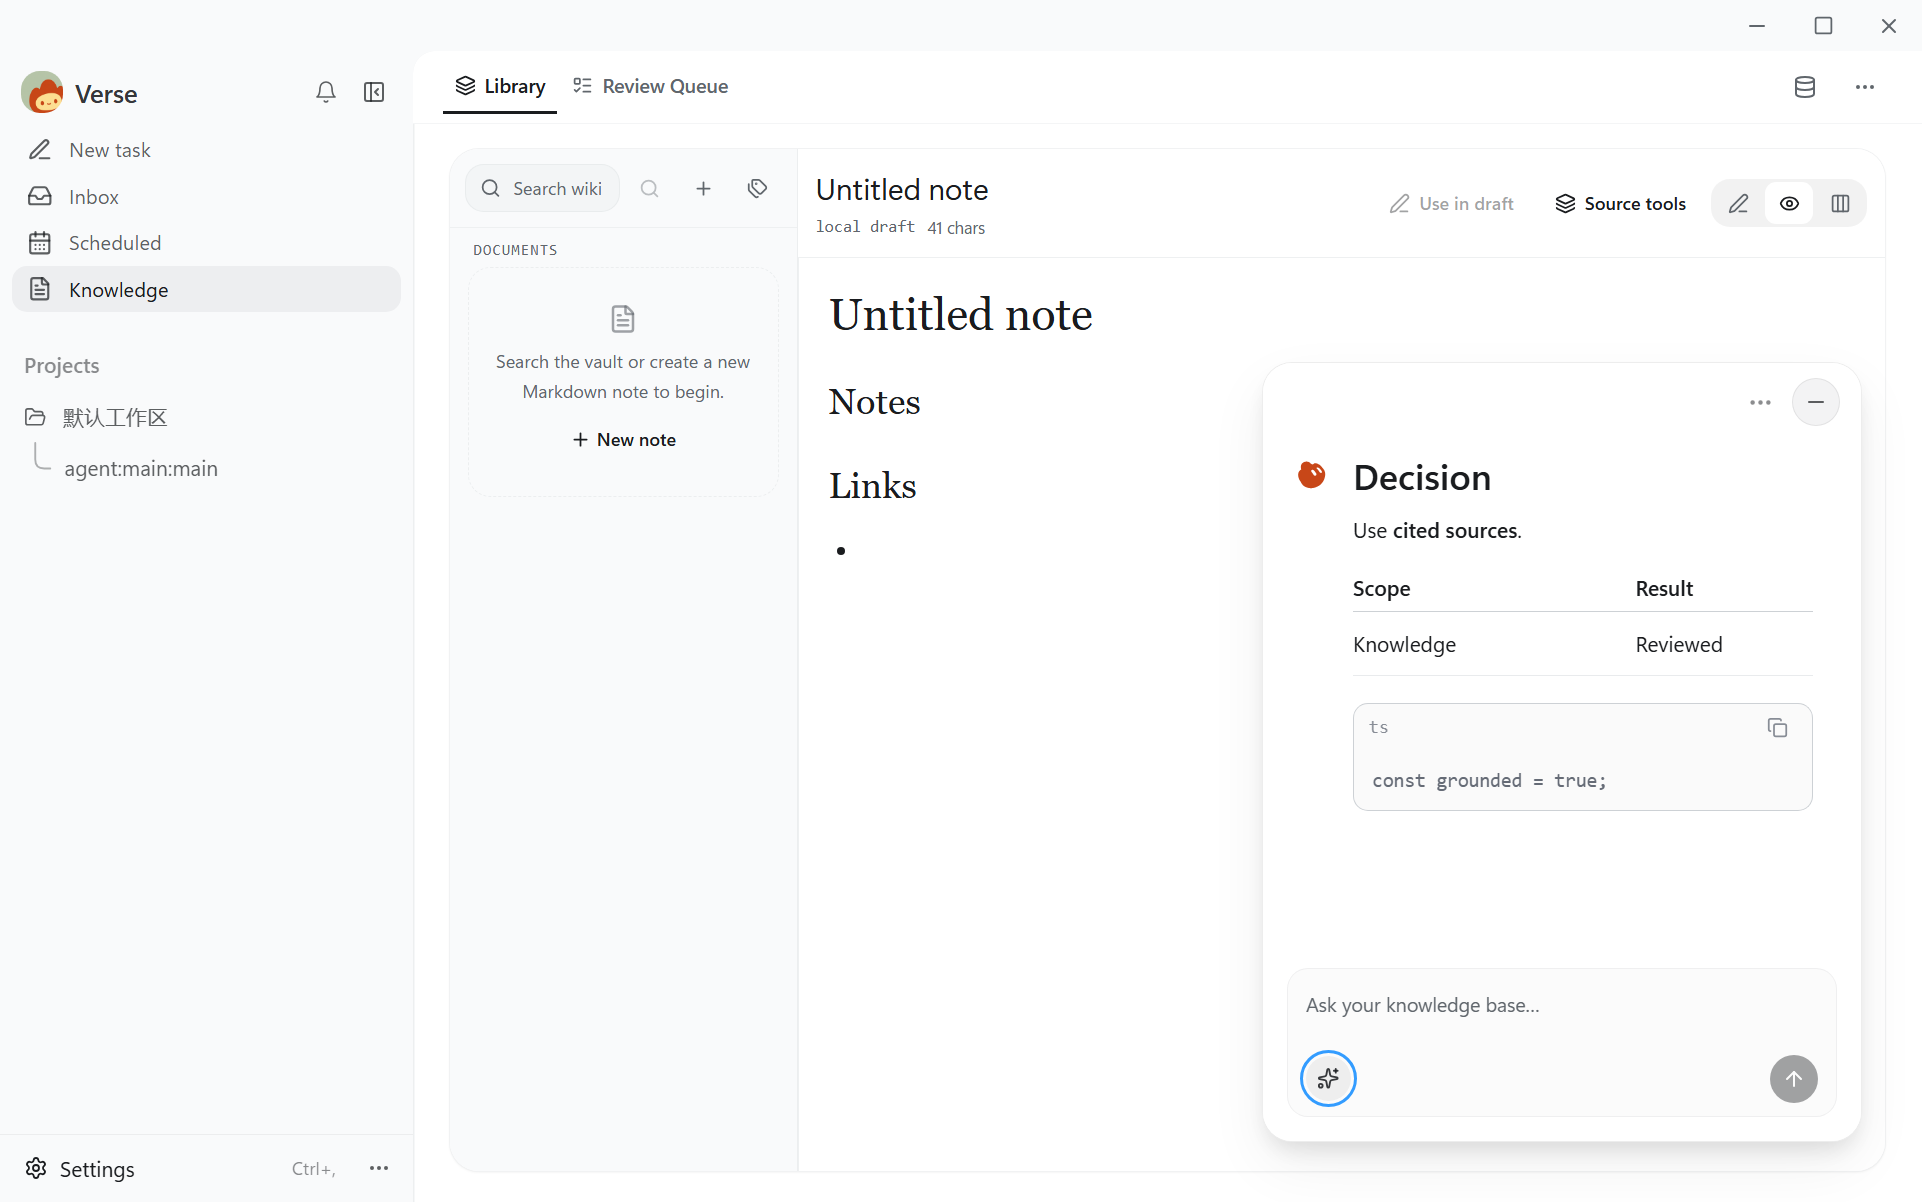 Verse
New task
Inbox
Scheduled
Knowledge
Projects
默认工作区
agent:main:main
Settings
Ctrl+,
Library
Review Queue
Search wiki
DOCUMENTS
Search the vault or create a new
Markdown note to begin.
New note
Untitled note
local draft 41 chars
Use in draft
Source tools
Untitled note
Notes
Links
Decision
Use cited sources.
Scope Result
Knowledge Reviewed
ts
const grounded = true;
Ask your knowledge base...